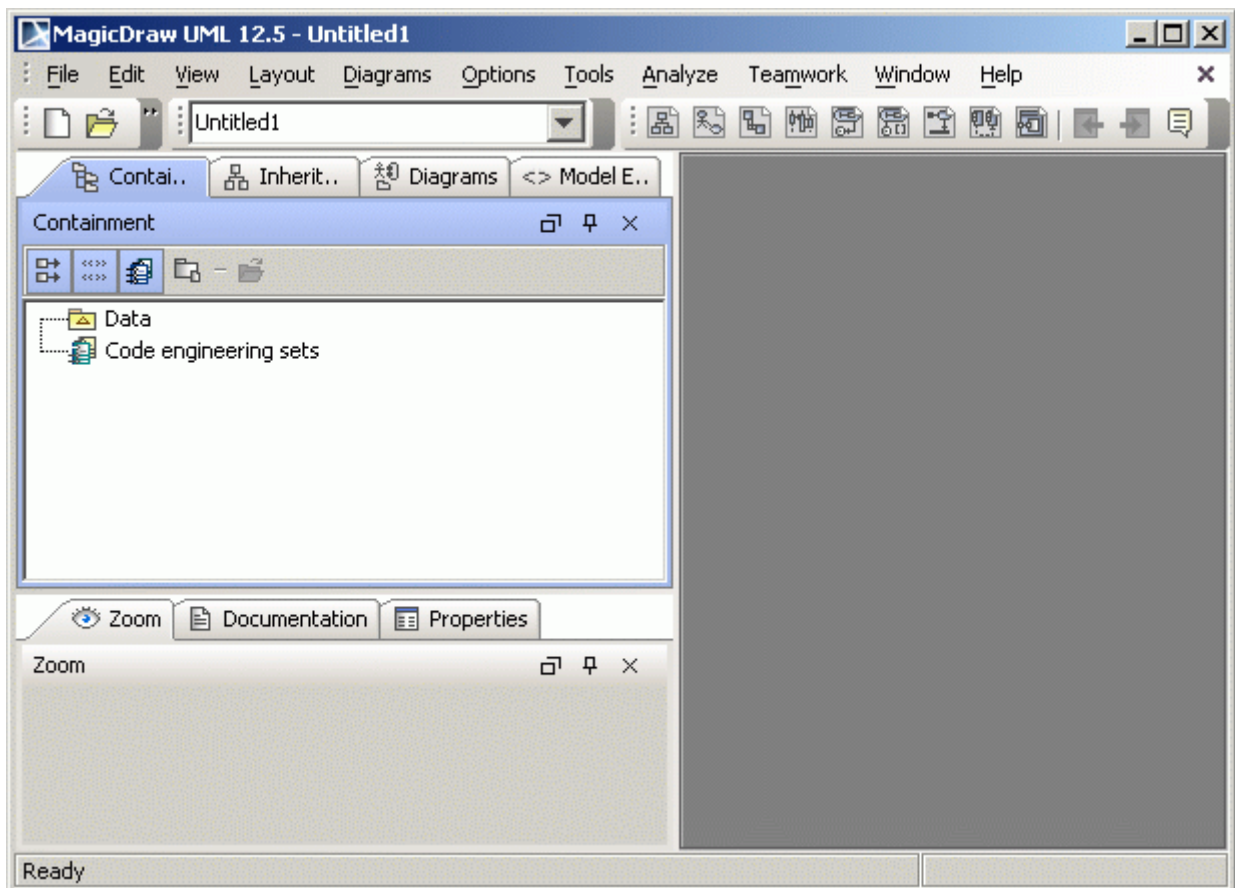 MagicDraw UML 12.5 - Untitled1
File Edit View Layout Diagrams Options Tools Analyze Teamwork Window Help
Untitled1
Contai.. Inherit.. Diagrams <> Model E..
Containment
Data
Code engineering sets
Zoom Documentation Properties
Zoom
Ready